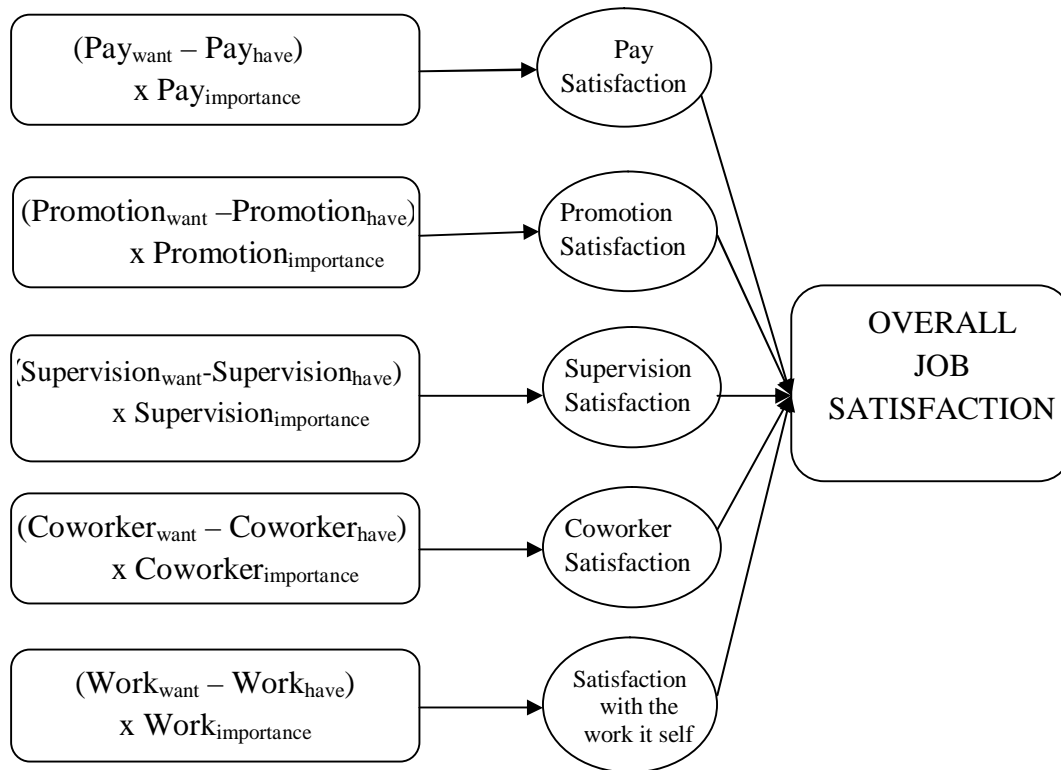 (Pay_want – Pay_have)
x Pay_importance
Pay
Satisfaction
(Promotion_want –Promotion_have)
x Promotion_importance
Promotion
Satisfaction
(Supervision_want-Supervision_have)
x Supervision_importance
Supervision
Satisfaction
(Coworker_want – Coworker_have)
x Coworker_importance
Coworker
Satisfaction
(Work_want – Work_have)
x Work_importance
Satisfaction
with the
work it self
OVERALL
JOB
SATISFACTION